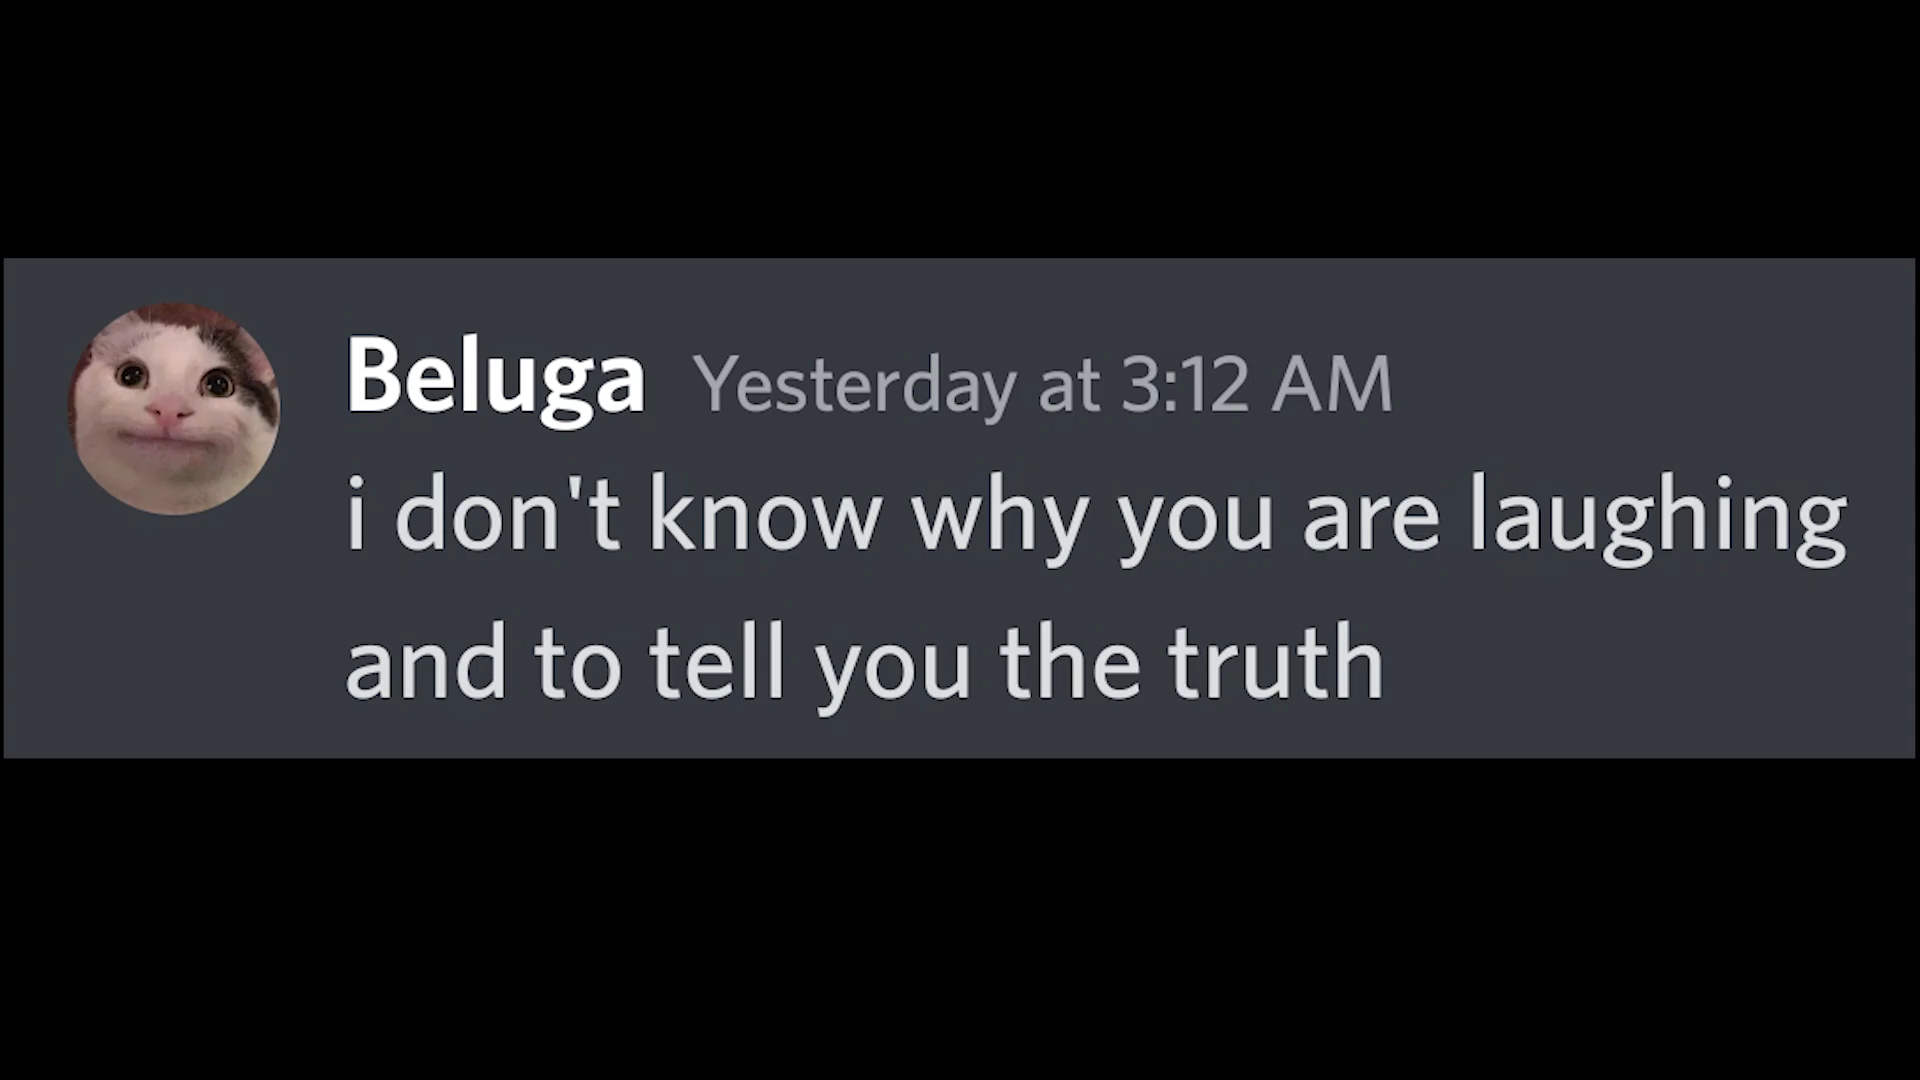 Beluga Yesterday at 3:12 AM
i don't know why you are laughing
and to tell you the truth